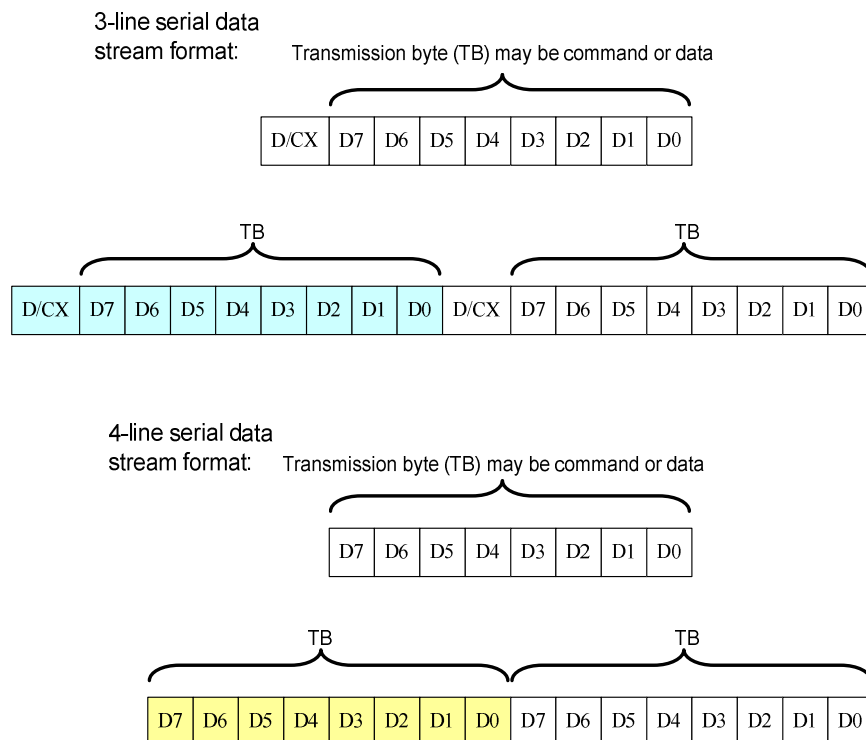 3-line serial data
stream format: Transmission byte (TB) may be command or data
D/CX D7 D6 D5 D4 D3 D2 D1 D0
TB TB
D/CX D7 D6 D5 D4 D3 D2 D1 D0 D/CX D7 D6 D5 D4 D3 D2 D1 D0
4-line serial data
stream format: Transmission byte (TB) may be command or data
D7 D6 D5 D4 D3 D2 D1 D0
TB TB
D7 D6 D5 D4 D3 D2 D1 D0 D7 D6 D5 D4 D3 D2 D1 D0